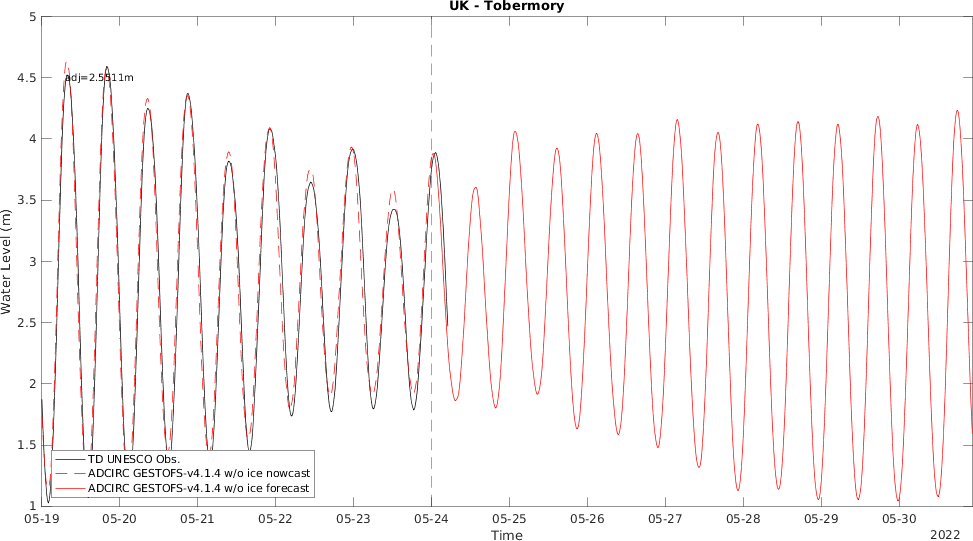 UK - Tobermory
5
4.5
4
3.5
3
2.5
2
1.5
1
Water Level (m)
adj=2.5511m
TD UNESCO Obs.
ADCIRC GESTOFS-v4.1.4 w/o ice nowcast
ADCIRC GESTOFS-v4.1.4 w/o ice forecast
05-19 05-20 05-21 05-22 05-23 05-24 05-25 05-26 05-27 05-28 05-29 05-30
Time
2022